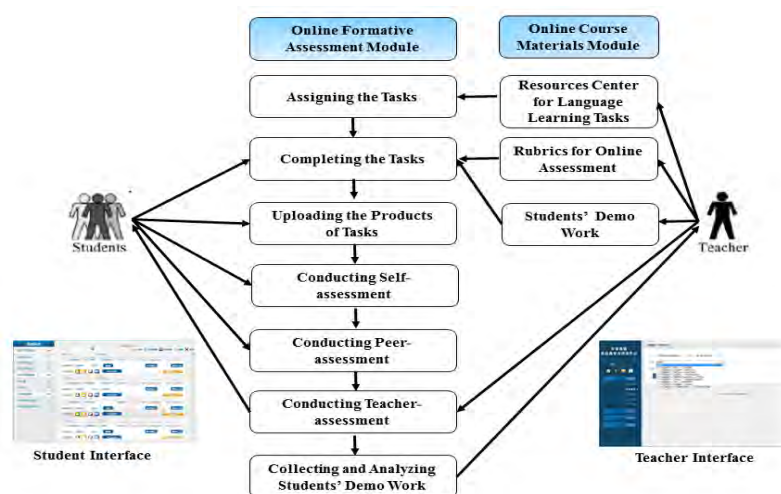 Online Formative
Assessment Module
Online Course
Materials Module
Assigning the Tasks
Resources Center
for Language
Learning Tasks
Completing the Tasks
Rubrics for Online
Assessment
Uploading the Products
of Tasks
Students' Demo
Work
Students
Teacher
Conducting Self-
assessment
Conducting Peer-
assessment
Conducting Teacher-
assessment
Student Interface
Teacher Interface
Collecting and Analyzing
Students' Demo Work